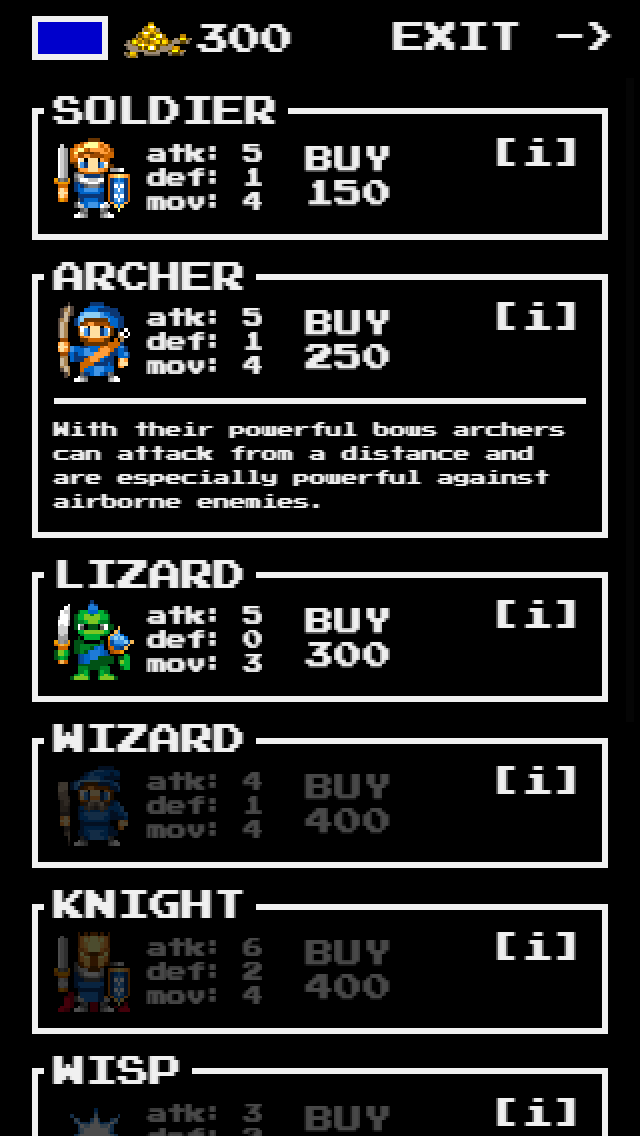 300 EXIT ->
SOLDIER
atk: 5 BUY [i]
def: 1 150
mov: 4
ARCHER
atk: 5 BUY [i]
def: 1 250
mov: 4
With their powerful bows archers
can attack from a distance and
are especially powerful against
airborne enemies.
LIZARD
atk: 5 BUY [i]
def: 0 300
mov: 3
WIZARD
atk: 4 BUY [i]
def: 1 400
mov: 4
KNIGHT
atk: 6 BUY [i]
def: 2 400
mov: 4
WISP
atk: 3 BUY [i]